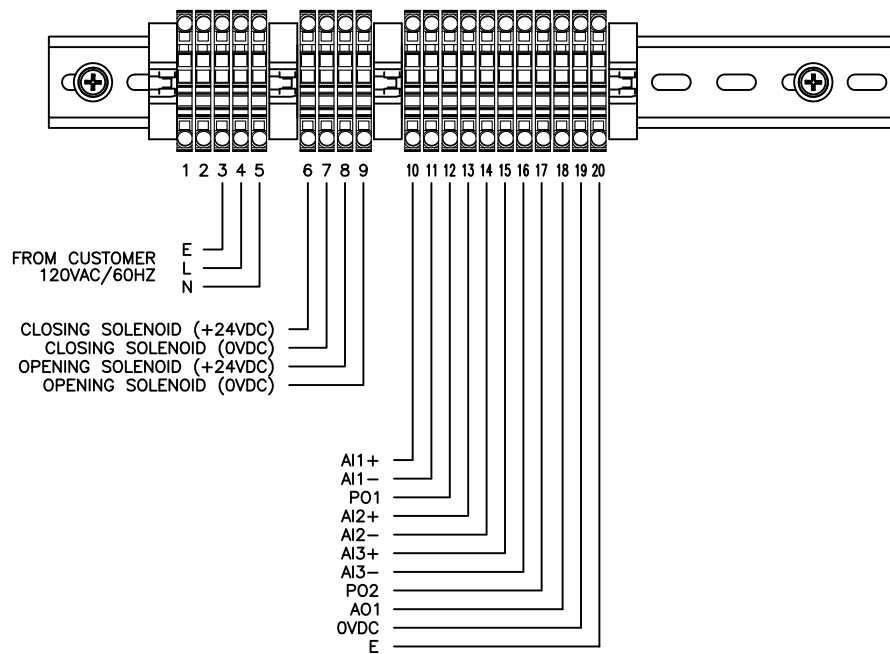 1 2 3 4 5 6 7 8 9 10 11 12 13 14 15 16 17 18 19 20
E
FROM CUSTOMER
L
120VAC/60HZ
N
CLOSING SOLENOID (+24VDC)
CLOSING SOLENOID (0VDC)
OPENING SOLENOID (+24VDC)
OPENING SOLENOID (0VDC)
AI1+
AI1-
PO1
AI2+
AI2-
AI3+
AI3-
PO2
AO1
0VDC
E